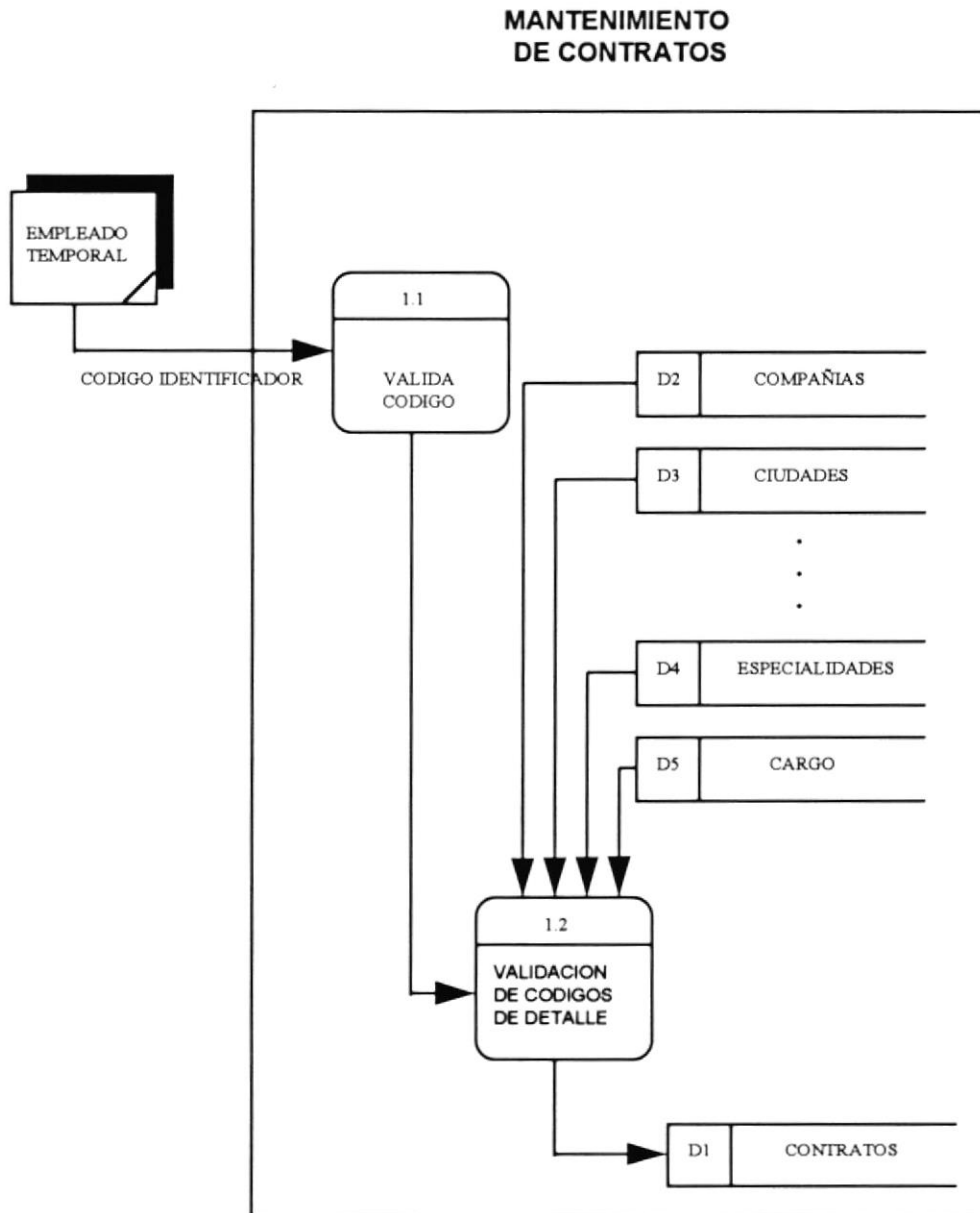 MANTENIMIENTO
DE CONTRATOS
EMPLEADO
TEMPORAL
1.1
CODIGO IDENTIFICADOR
VALIDA
CODIGO
D2 COMPAÑIAS
D3 CIUDADES
D4 ESPECIALIDADES
D5 CARGO
1.2
VALIDACION
DE CODIGOS
DE DETALLE
D1 CONTRATOS